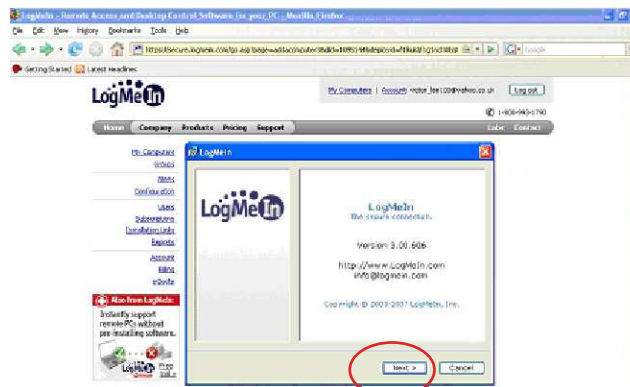 LogMeIn - Remote Access and Desktop Control Software for your PC - Mozilla Firefox
File Edit View History Bookmarks Tools Help
Google
Getting Started Latest Headlines
LogMeIn
My Computers | Account: Log out
Home Company Products Pricing Support Labs Contact
My Computers
Groups
Alerts
Configuration
Users
Subscriptions
Installation Links
Reports
Account
Billing
LogMeIn
LogMeIn
LogMeIn
The secure connection.
Version 3.00.606
http://www.LogMeIn.com
info@logmein.com
Copyright © 2003-2007 LogMeIn, Inc.
Next > Cancel
Also from LogMeIn:
Instantly support
remote PCs without
pre-installing software.
LogMeIn Free